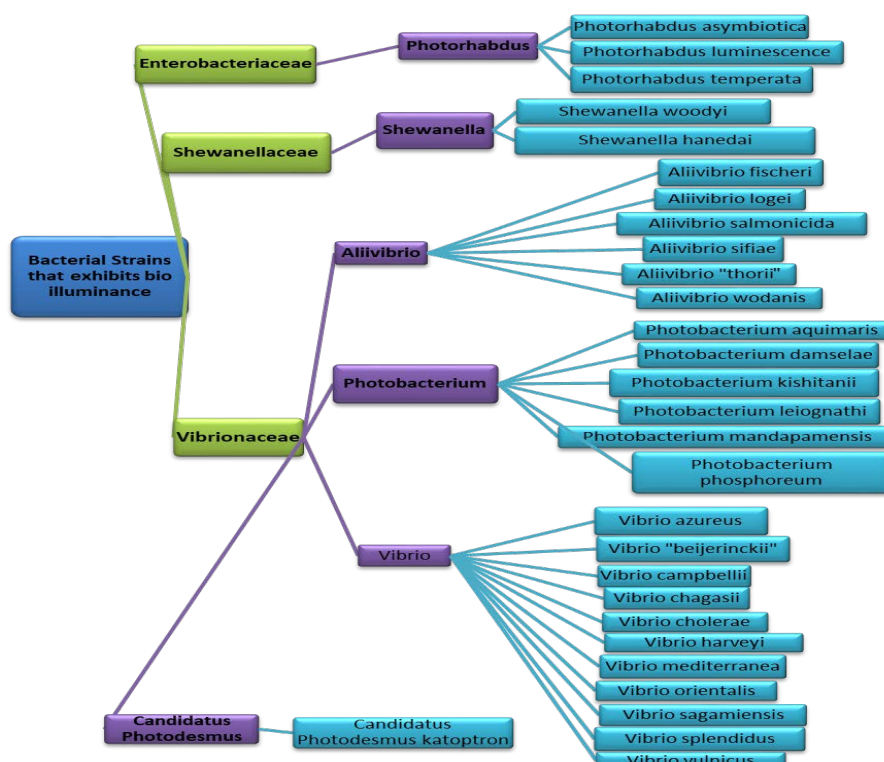 Photorhabdus asymbiotica
Photorhabdus
Photorhabdus luminescence
Enterobacteriaceae
Photorhabdus temperata
Shewanella woodyi
Shewanella
Shewanellaceae
Shewanella hanedai
Aliivibrio fischeri
Aliivibrio logei
Aliivibrio salmonicida
Aliivibrio
Aliivibrio sifiae
Bacterial Strains
that exhibits bio
illuminance
Aliivibrio "thorii"
Aliivibrio wodanis
Photobacterium aquimaris
Photobacterium damselae
Photobacterium
Photobacterium kishitanii
Photobacterium leiognathi
Vibrionaceae
Photobacterium mandapamensis
Photobacterium
phosphoreum
Vibrio azureus
Vibrio
Vibrio "beijerinckii"
Vibrio campbellii
Vibrio chagasii
Vibrio cholerae
Vibrio harveyi
Vibrio mediterranea
Vibrio orientalis
Vibrio sagamiensis
Candidatus
Photodesmus
Candidatus
Photodesmus katoptron
Vibrio splendidus
Vibrio vulnicus